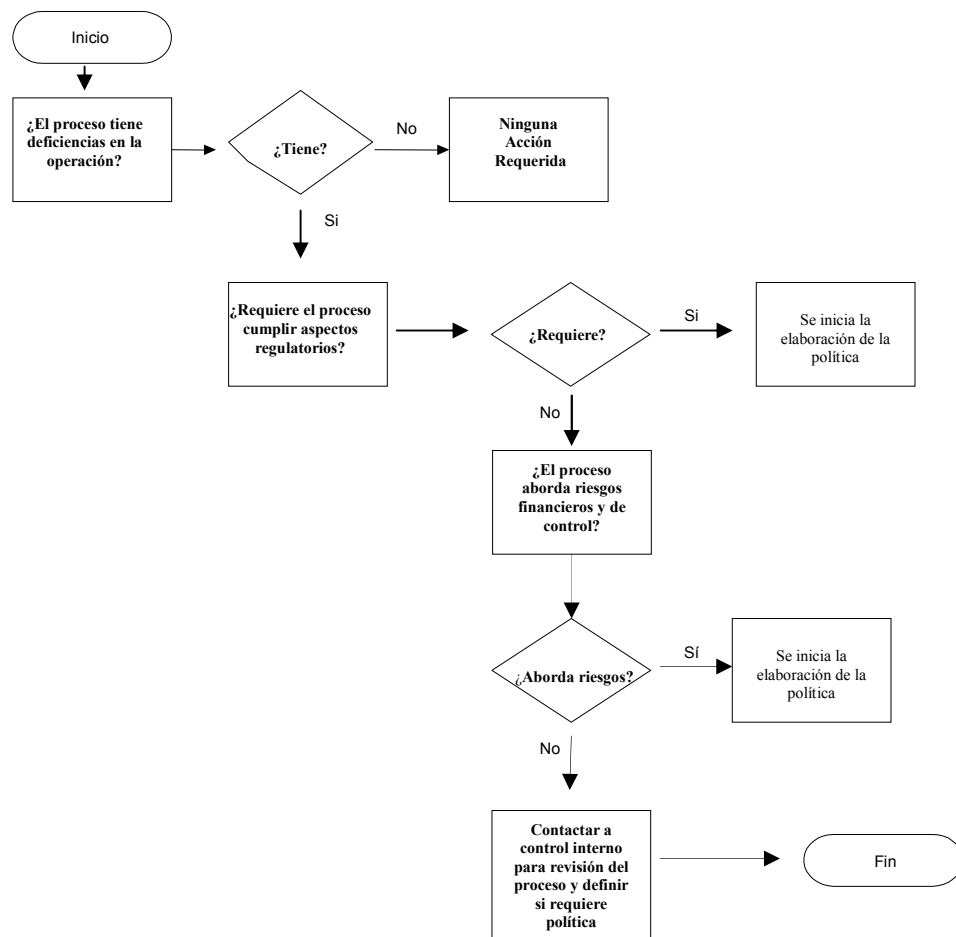 Inicio
¿El proceso tiene
deficiencias en la
operación?
¿Tiene?
No
Ninguna
Acción
Requerida
Si
¿Requiere el proceso
cumplir aspectos
regulatorios?
¿Requiere?
Si
Se inicia la
elaboración de la
política
No
¿El proceso
aborda riesgos
financieros y de
control?
¿Aborda riesgos?
Sí
Se inicia la
elaboración de la
política
No
Contactar a
control interno
para revisión del
proceso y definir
si requiere
política
Fin